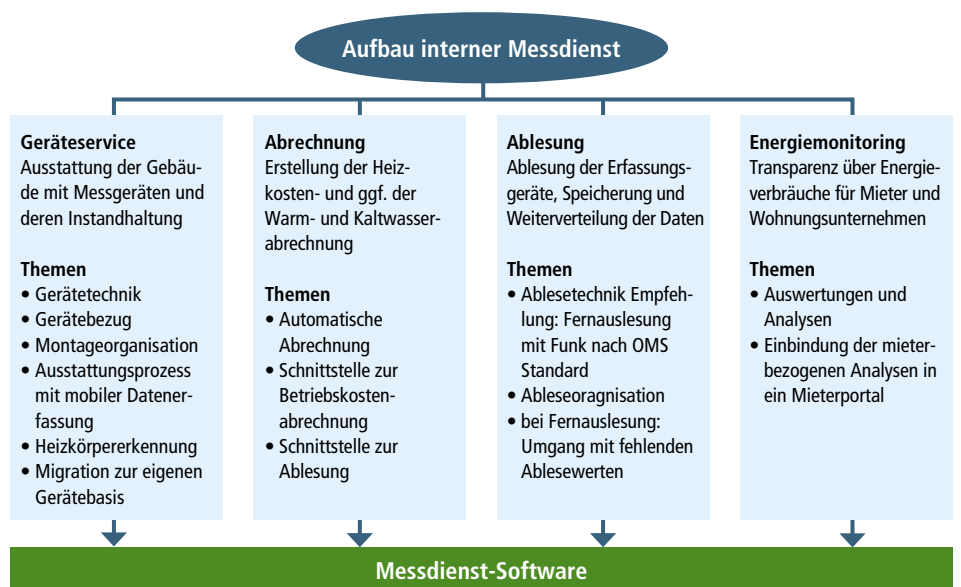 Aufbau interner Messdienst
Geräteservice
Ausstattung der Gebäu-
de mit Messgeräten und
deren Instandhaltung
Themen
• Gerätetechnik
• Gerätebezug
• Montageorganisation
• Ausstattungsprozess
mit mobiler Datener-
fassung
• Heizkörpererkennung
• Migration zur eigenen
Gerätebasis
Abrechnung
Erstellung der Heiz-
kosten- und ggf. der
Warm- und Kaltwasser-
abrechnung
Themen
• Automatische
Abrechnung
• Schnittstelle zur
Betriebskosten-
abrechnung
• Schnittstelle zur
Ablesung
Ablesung
Ablesung der Erfassungs-
geräte, Speicherung und
Weiterverteilung der Daten
Themen
• Ablesetechnik Empfeh-
lung: Fernauslesung
mit Funk nach OMS
Standard
• Ableseoragnisation
• bei Fernauslesung:
Umgang mit fehlenden
Ablesewerten
Energiemonitoring
Transparenz über Energie-
verbräuche für Mieter und
Wohnungsunternehmen
Themen
• Auswertungen und
Analysen
• Einbindung der mieter-
bezogenen Analysen in
ein Mieterportal
Messdienst-Software